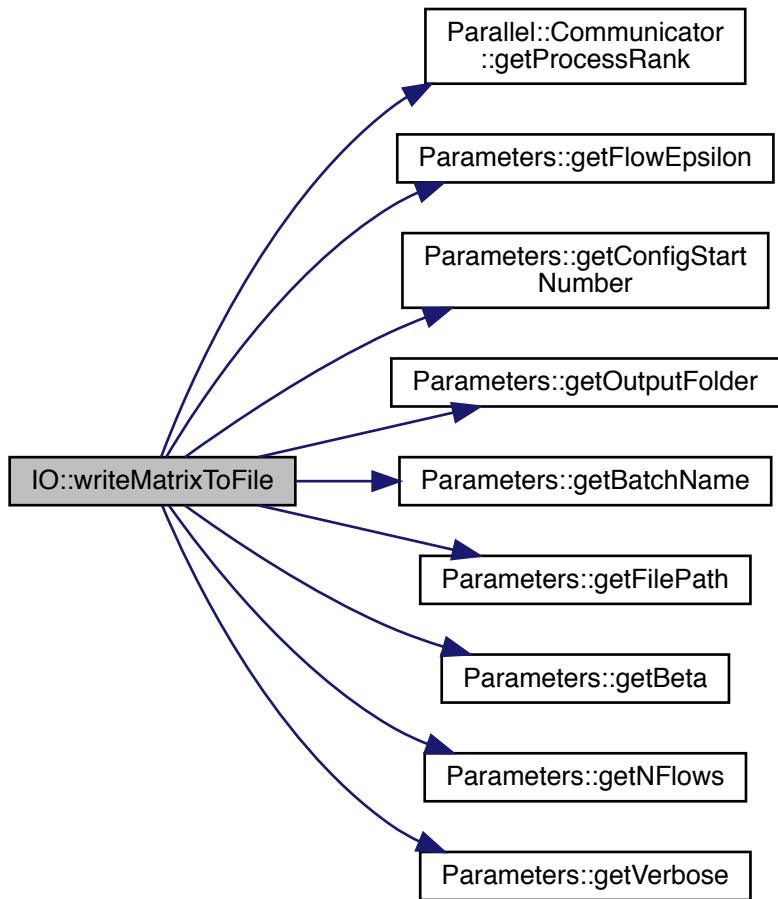 Parallel::Communicator
::getProcessRank
Parameters::getFlowEpsilon
Parameters::getConfigStart
Number
Parameters::getOutputFolder
IO::writeMatrixToFile
Parameters::getBatchName
Parameters::getFilePath
Parameters::getBeta
Parameters::getNFlows
Parameters::getVerbose